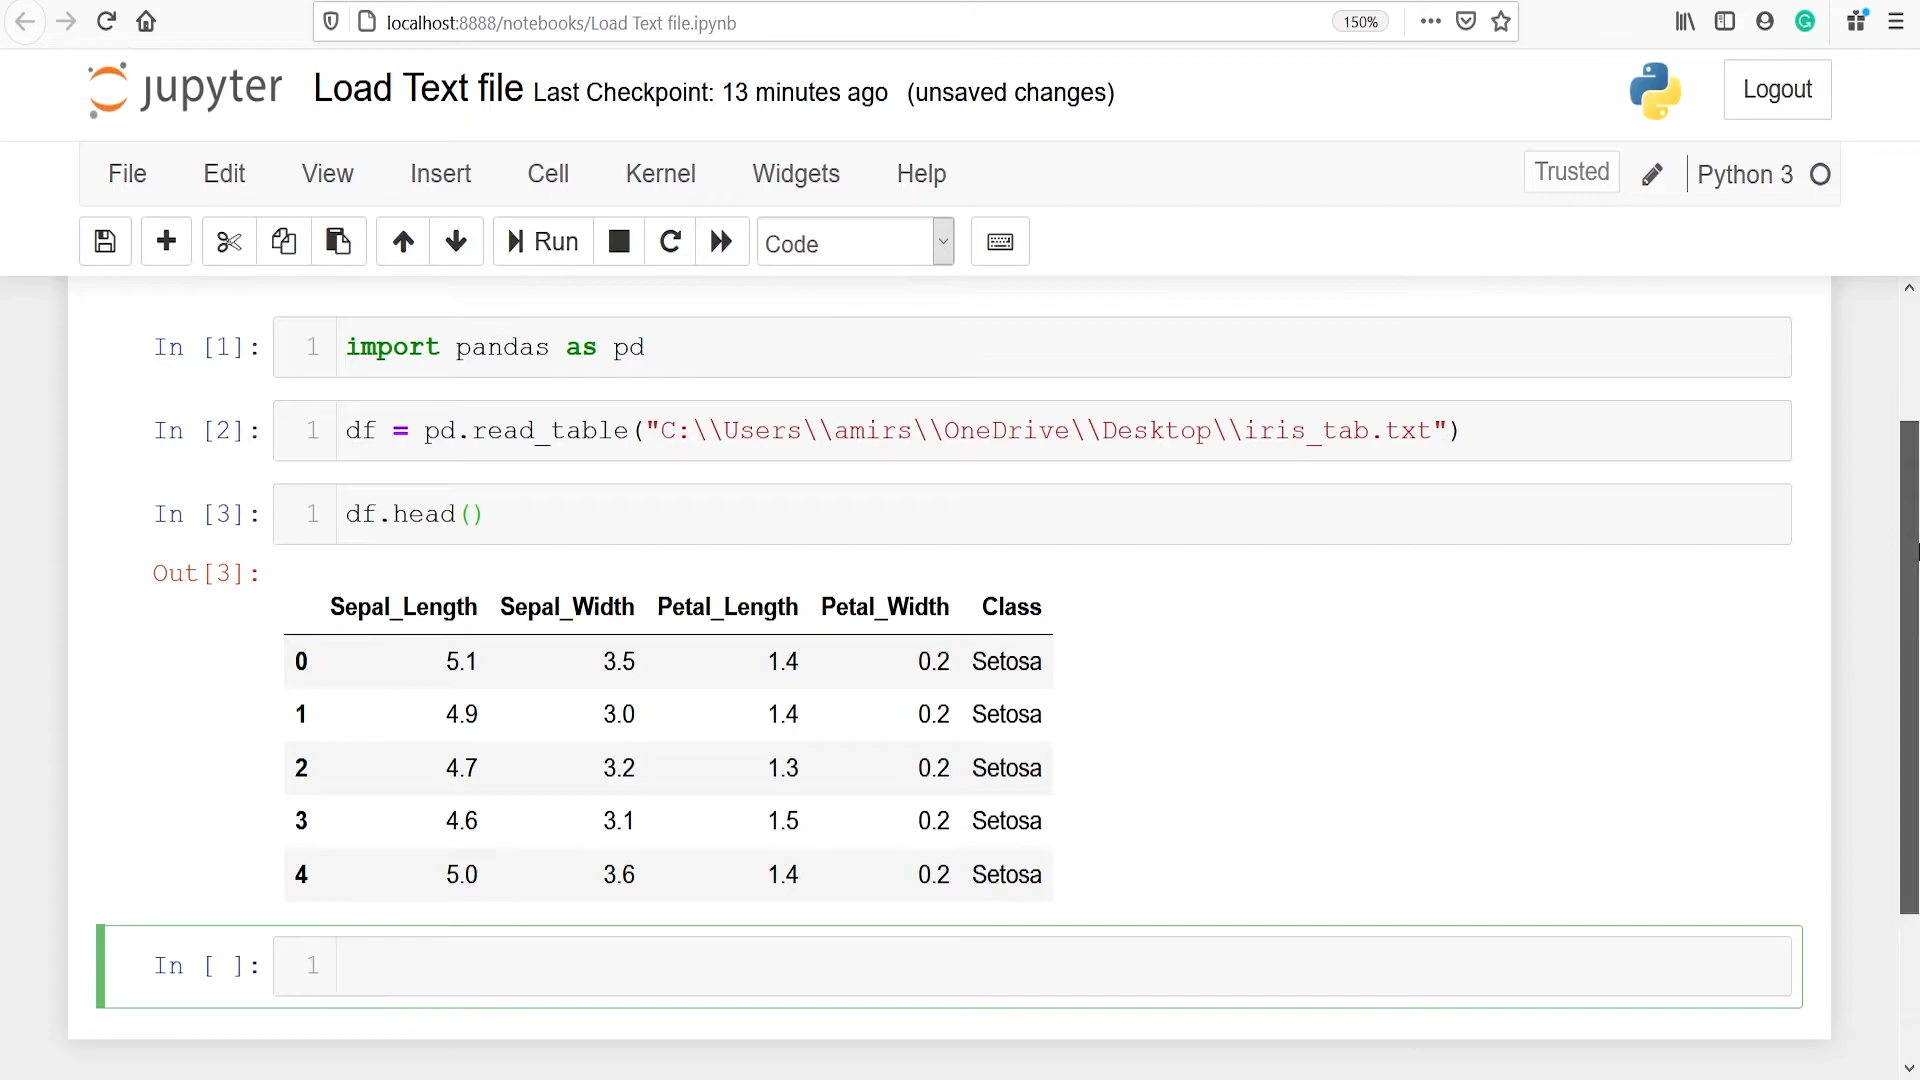 localhost:8888/notebooks/Load Text file.ipynb 150%
jupyter Load Text file Last Checkpoint: 13 minutes ago (unsaved changes) Logout
File Edit View Insert Cell Kernel Widgets Help Trusted Python 3
Run Code
In [1]: 1 import pandas as pd
In [2]: 1 df = pd.read_table("C:\\Users\\amirs\\OneDrive\\Desktop\\iris_tab.txt")
In [3]: 1 df.head()
Out[3]:
Sepal_Length Sepal_Width Petal_Length Petal_Width Class
0 5.1 3.5 1.4 0.2 Setosa
1 4.9 3.0 1.4 0.2 Setosa
2 4.7 3.2 1.3 0.2 Setosa
3 4.6 3.1 1.5 0.2 Setosa
4 5.0 3.6 1.4 0.2 Setosa
In [ ]: 1